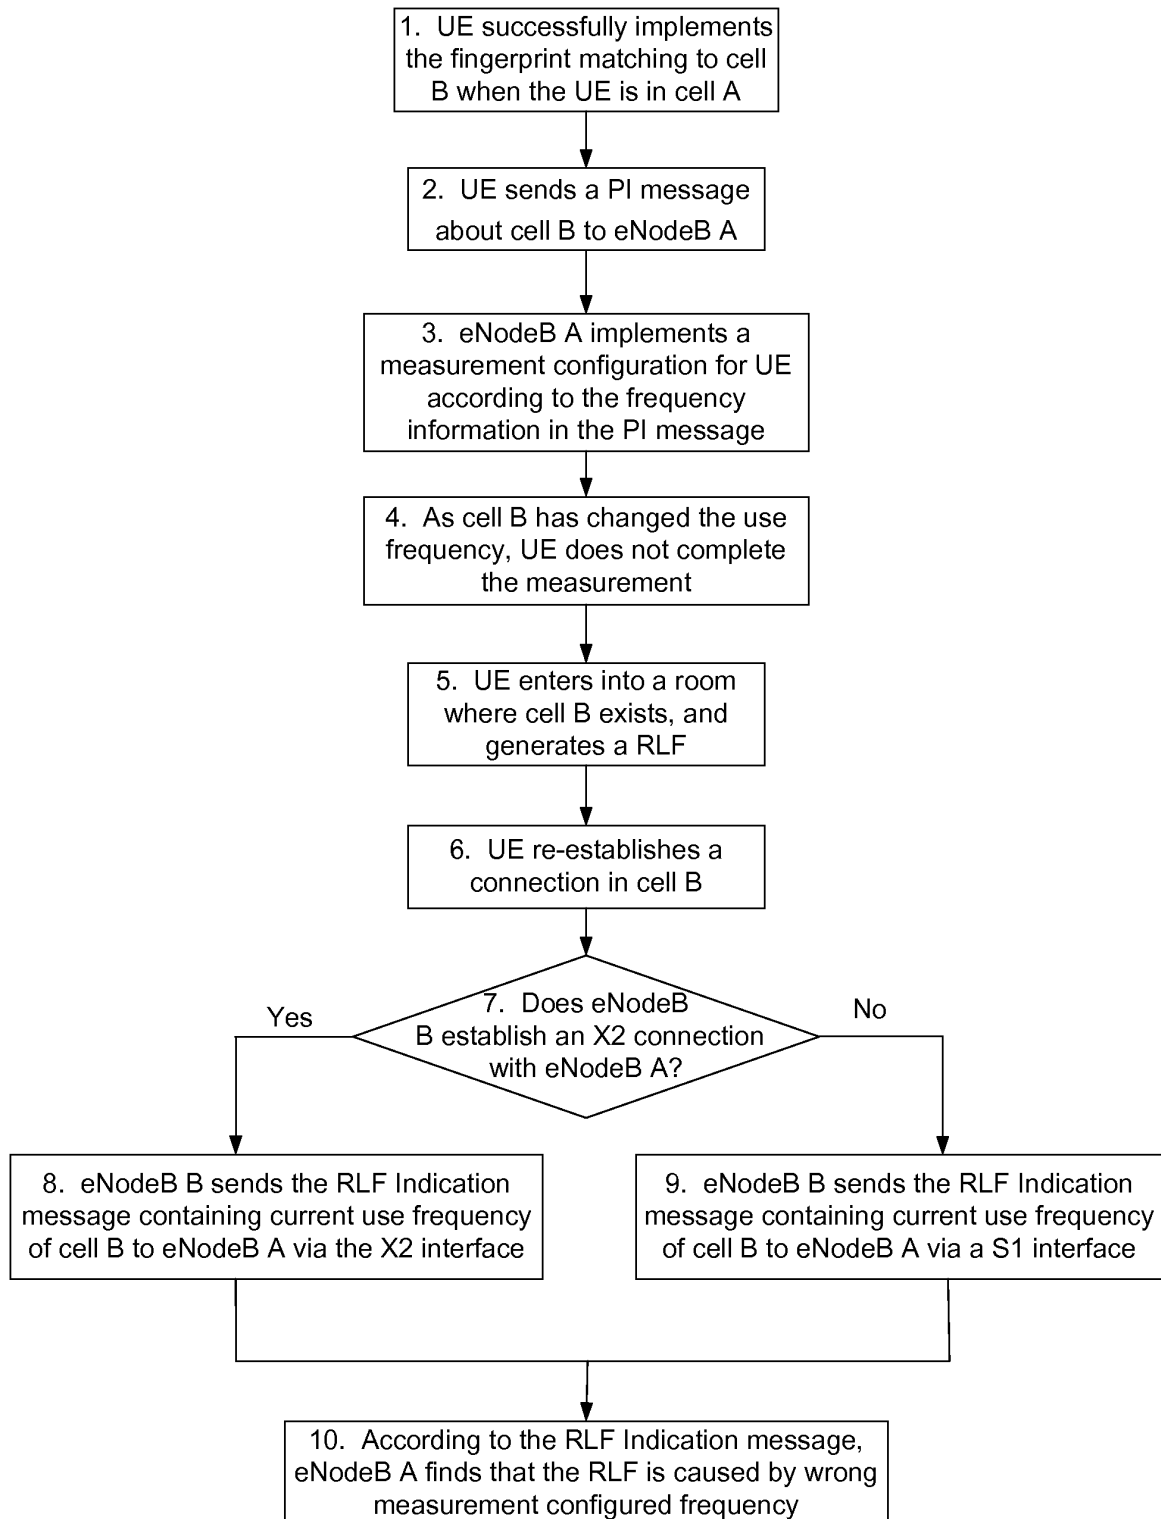 1. UE successfully implements
the fingerprint matching to cell
B when the UE is in cell A
2. UE sends a PI message
about cell B to eNodeB A
3. eNodeB A implements a
measurement configuration for UE
according to the frequency
information in the PI message
4. As cell B has changed the use
frequency, UE does not complete
the measurement
5. UE enters into a room
where cell B exists, and
generates a RLF
6. UE re-establishes a
connection in cell B
7. Does eNodeB
B establish an X2 connection
with eNodeB A?
Yes
No
8. eNodeB B sends the RLF Indication
message containing current use frequency
of cell B to eNodeB A via the X2 interface
9. eNodeB B sends the RLF Indication
message containing current use frequency
of cell B to eNodeB A via a S1 interface
10. According to the RLF Indication message,
eNodeB A finds that the RLF is caused by wrong
measurement configured frequency